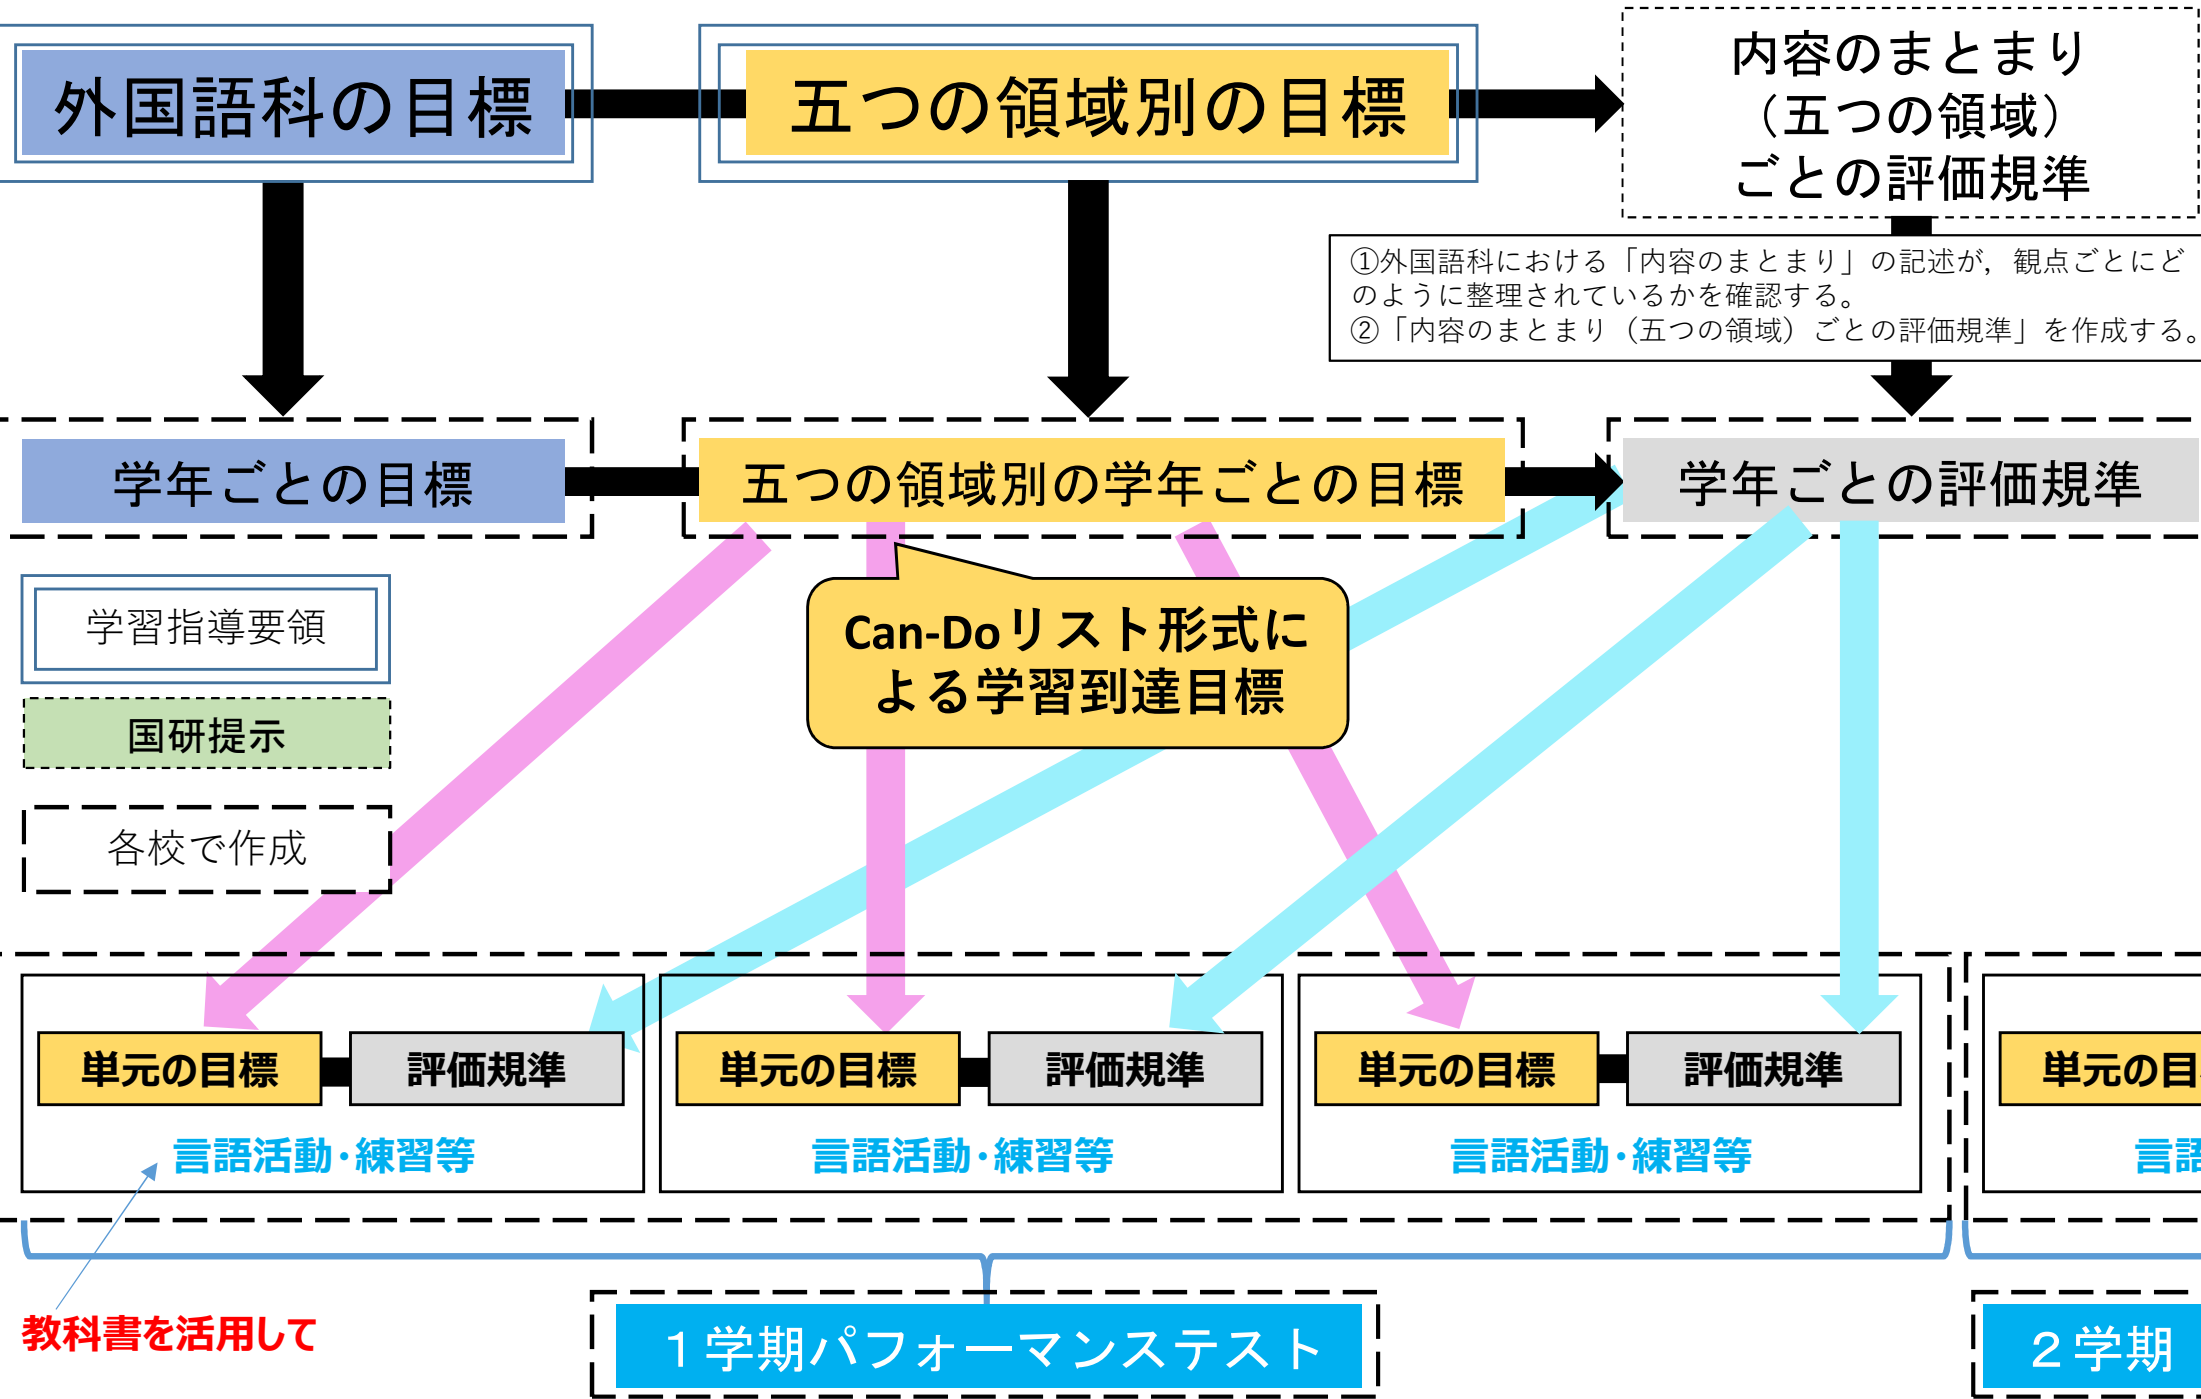 外国語科の目標
五つの領域別の目標
内容のまとまり
（五つの領域）
ごとの評価規準
①外国語科における「内容のまとまり」の記述が，観点ごとにど
のように整理されているかを確認する。
②「内容のまとまり（五つの領域）ごとの評価規準」を作成する。
学年ごとの目標
五つの領域別の学年ごとの目標
学年ごとの評価規準
学習指導要領
Can-Doリスト形式に
よる学習到達目標
国研提示
各校で作成
単元の目標
評価規準
単元の目標
評価規準
単元の目標
評価規準
単元の目
言語活動・練習等
言語活動・練習等
言語活動・練習等
言語
教科書を活用して
１学期パフォーマンステスト
２学期